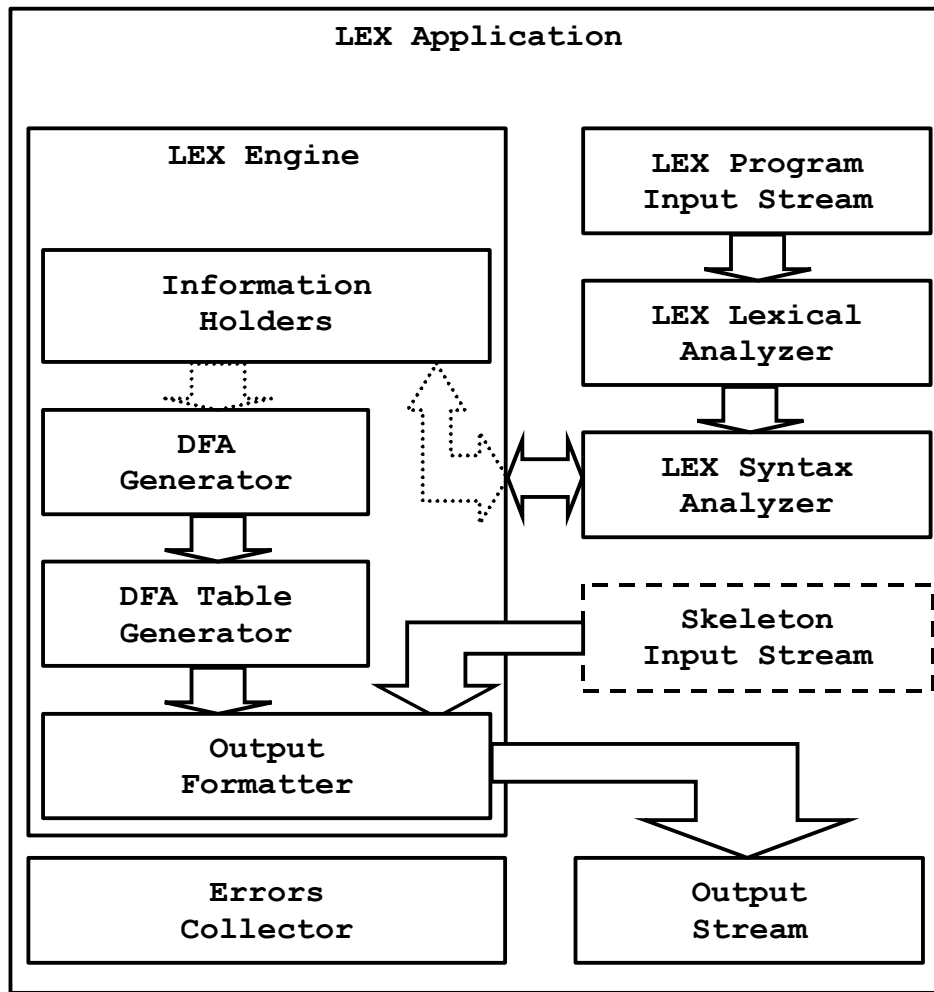 LEX Application
LEX Engine
Information
Holders
DFA
Generator
DFA Table
Generator
Output
Formatter
Errors
Collector
LEX Program
Input Stream
LEX Lexical
Analyzer
LEX Syntax
Analyzer
Skeleton
Input Stream
Output
Stream